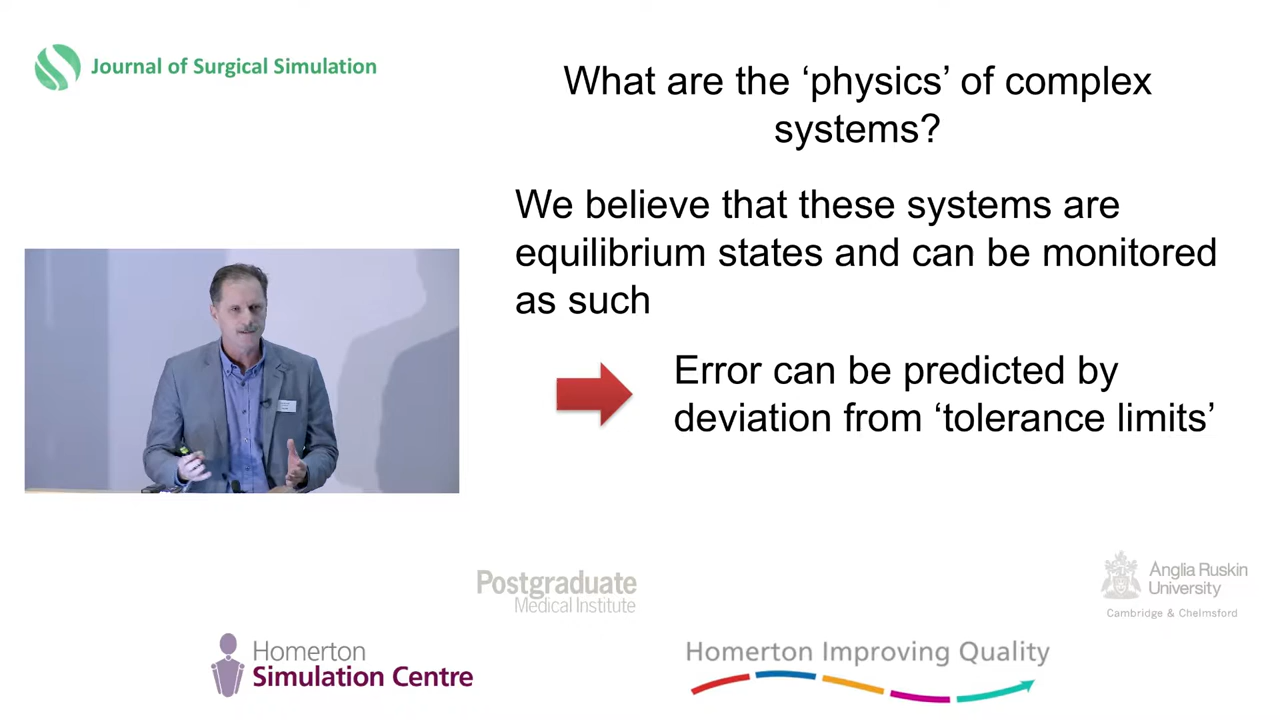 Journal of Surgical Simulation
What are the ‘physics’ of complex
systems?
We believe that these systems are
equilibrium states and can be monitored
as such
Error can be predicted by
deviation from ‘tolerance limits’
Postgraduate
Medical Institute
Anglia Ruskin
University
Cambridge & Chelmsford
Homerton
Simulation Centre
Homerton Improving Quality